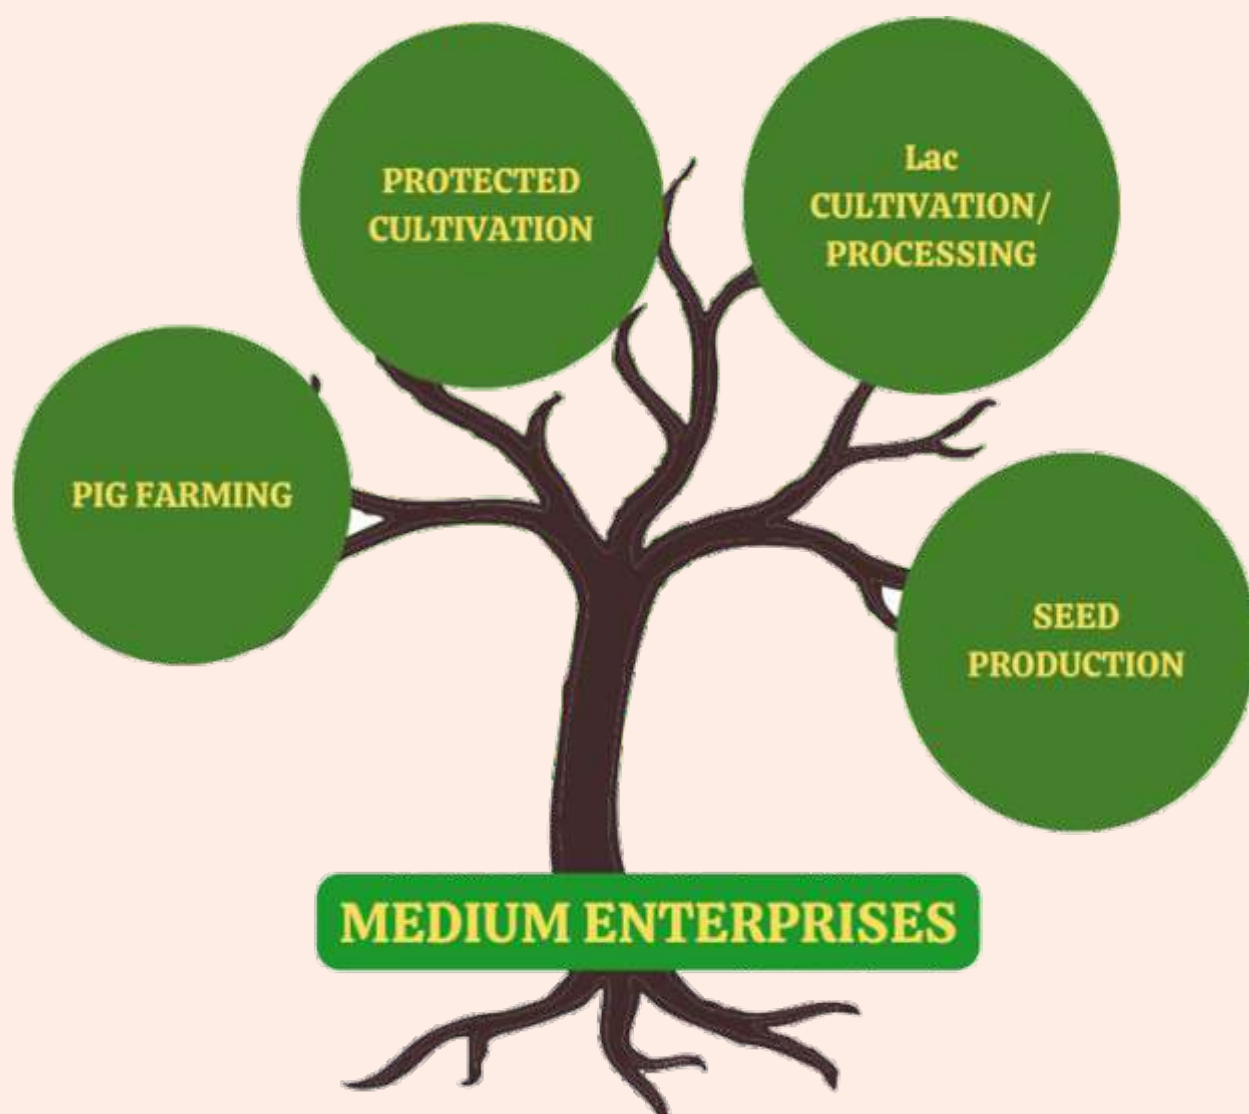 PROTECTED
CULTIVATION
Lac
CULTIVATION/
PROCESSING
PIG FARMING
SEED
PRODUCTION
MEDIUM ENTERPRISES